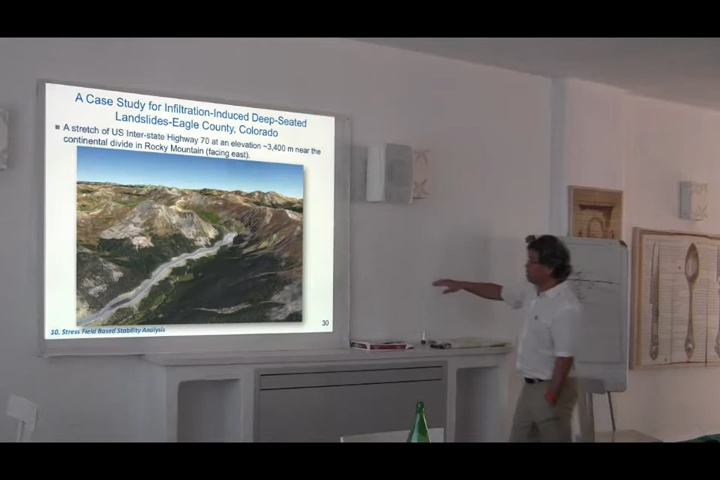 A Case Study for Infiltration-Induced Deep-Seated
Landslides-Eagle County, Colorado
A stretch of US Inter-state Highway 70 at an elevation ~3,400 m near the
continental divide in Rocky Mountain (facing east).
10. Stress Field Based Stability Analysis
30